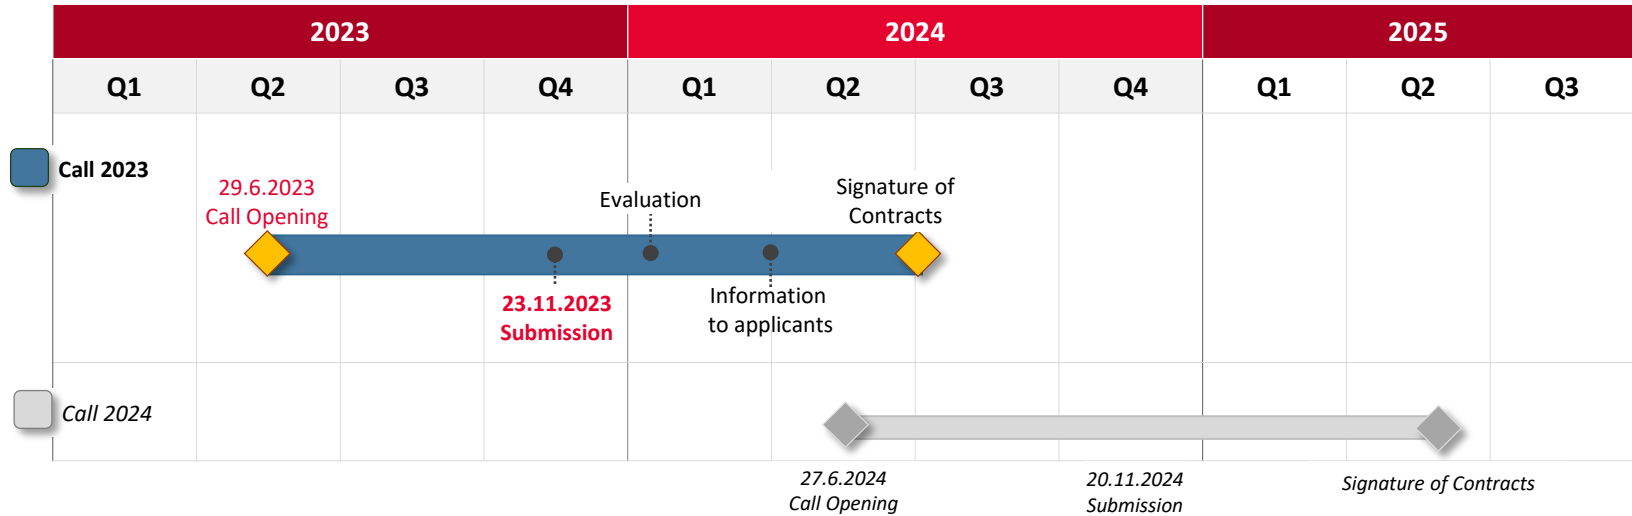 2023
2024
2025
Q1
Q2
Q3
Q4
Q1
Q2
Q3
Q4
Q1
Q2
Q3
Call 2023
29.6.2023
Call Opening
Evaluation
Signature of
Contracts
23.11.2023
Submission
Information
to applicants
Call 2024
27.6.2024
Call Opening
20.11.2024
Submission
Signature of Contracts